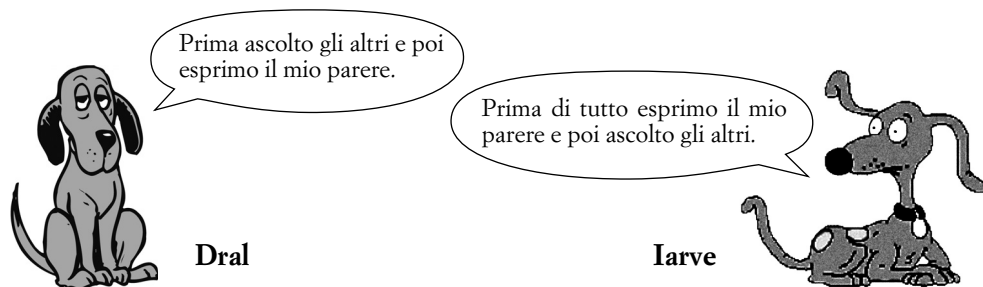 Prima ascolto gli altri e poi
esprimo il mio parere.
Prima di tutto esprimo il mio
parere e poi ascolto gli altri.
Dral
Iarve